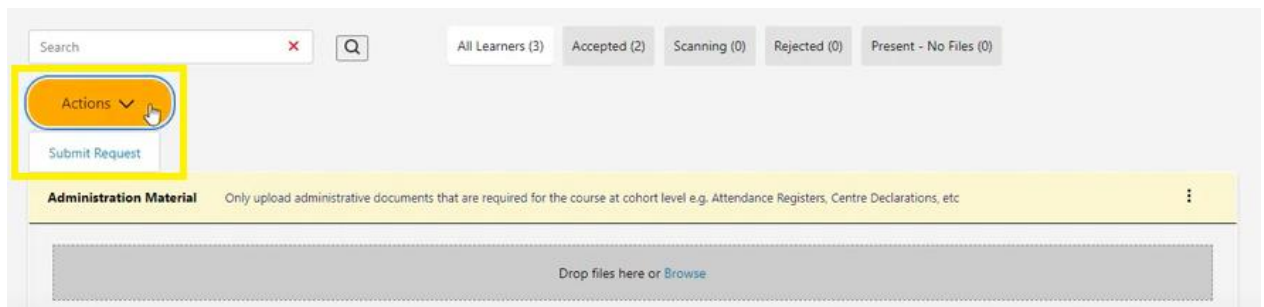 Search
All Learners (3)
Accepted (2)
Scanning (0)
Rejected (0)
Present - No Files (0)
Actions
Submit Request
Administration Material
Only upload administrative documents that are required for the course at cohort level e.g. Attendance Registers, Centre Declarations, etc
Drop files here or Browse